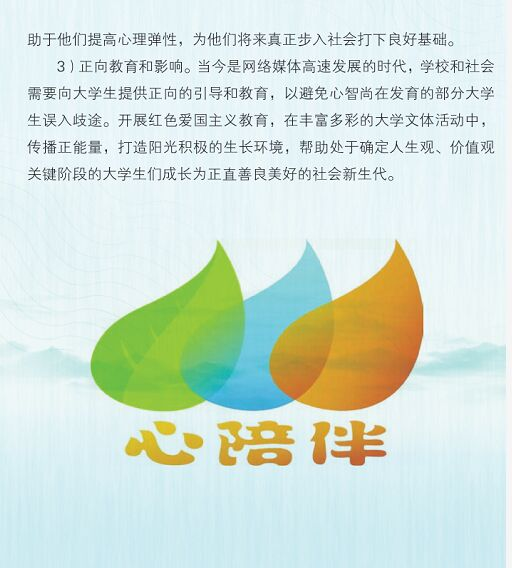 助于他们提高心理弹性，为他们将来真正步入社会打下良好基础。
3）正向教育和影响。当今是网络媒体高速发展的时代，学校和社会
需要向大学生提供正向的引导和教育，以避免心智尚在发育的部分大学
生误入歧途。开展红色爱国主义教育，在丰富多彩的大学文体活动中，
传播正能量，打造阳光积极的生长环境，帮助处于确定人生观、价值观
关键阶段的大学生们成长为正直善良美好的社会新生代。
心陪伴